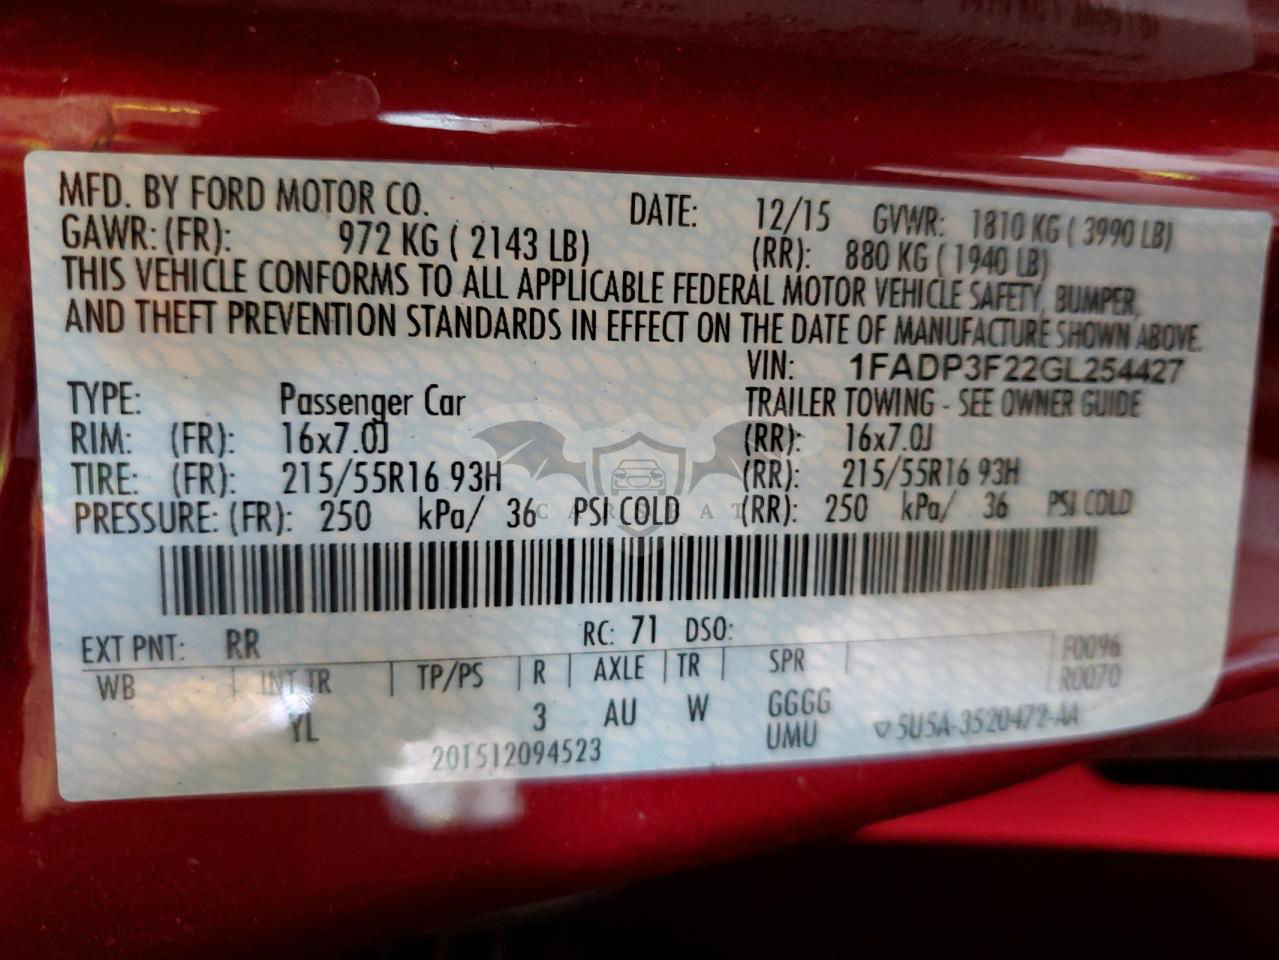 MFD. BY FORD MOTOR CO. DATE: 12/15 GVWR: 1810 KG ( 3990 LB)
GAWR: (FR): 972 KG ( 2143 LB) (RR): 880 KG ( 1940 LB)
THIS VEHICLE CONFORMS TO ALL APPLICABLE FEDERAL MOTOR VEHICLE SAFETY, BUMPER,
AND THEFT PREVENTION STANDARDS IN EFFECT ON THE DATE OF MANUFACTURE SHOWN ABOVE.
VIN: 1FADP3F22GL254427
TYPE: Passenger Car TRAILER TOWING - SEE OWNER GUIDE
RIM: (FR): 16x7.0J (RR): 16x7.0J
TIRE: (FR): 215/55R16 93H (RR): 215/55R16 93H
PRESSURE: (FR): 250 kPa/ 36 PSI COLD (RR): 250 kPa/ 36 PSI COLD
EXT PNT: RR RC: 71 DSO: F0096
WB | INT TR | TP/PS | R | AXLE | TR | SPR | R0070
YL 3 AU W GGGG
20T512094523 UMU ▽ 5U5A-3520472-AA